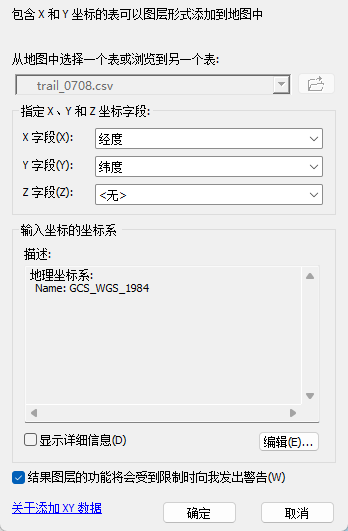 包含 X 和 Y 坐标的表可以图层形式添加到地图中
从地图中选择一个表或浏览到另一个表:
trail_0708.csv
指定 X、Y 和 Z 坐标字段:
X 字段(X): 经度
Y 字段(Y): 纬度
Z 字段(Z): <无>
输入坐标的坐标系
描述:
地理坐标系:
Name: GCS_WGS_1984
显示详细信息(D) 编辑(E)...
结果图层的功能将会受到限制时向我发出警告(W)
关于添加 XY 数据 确定 取消